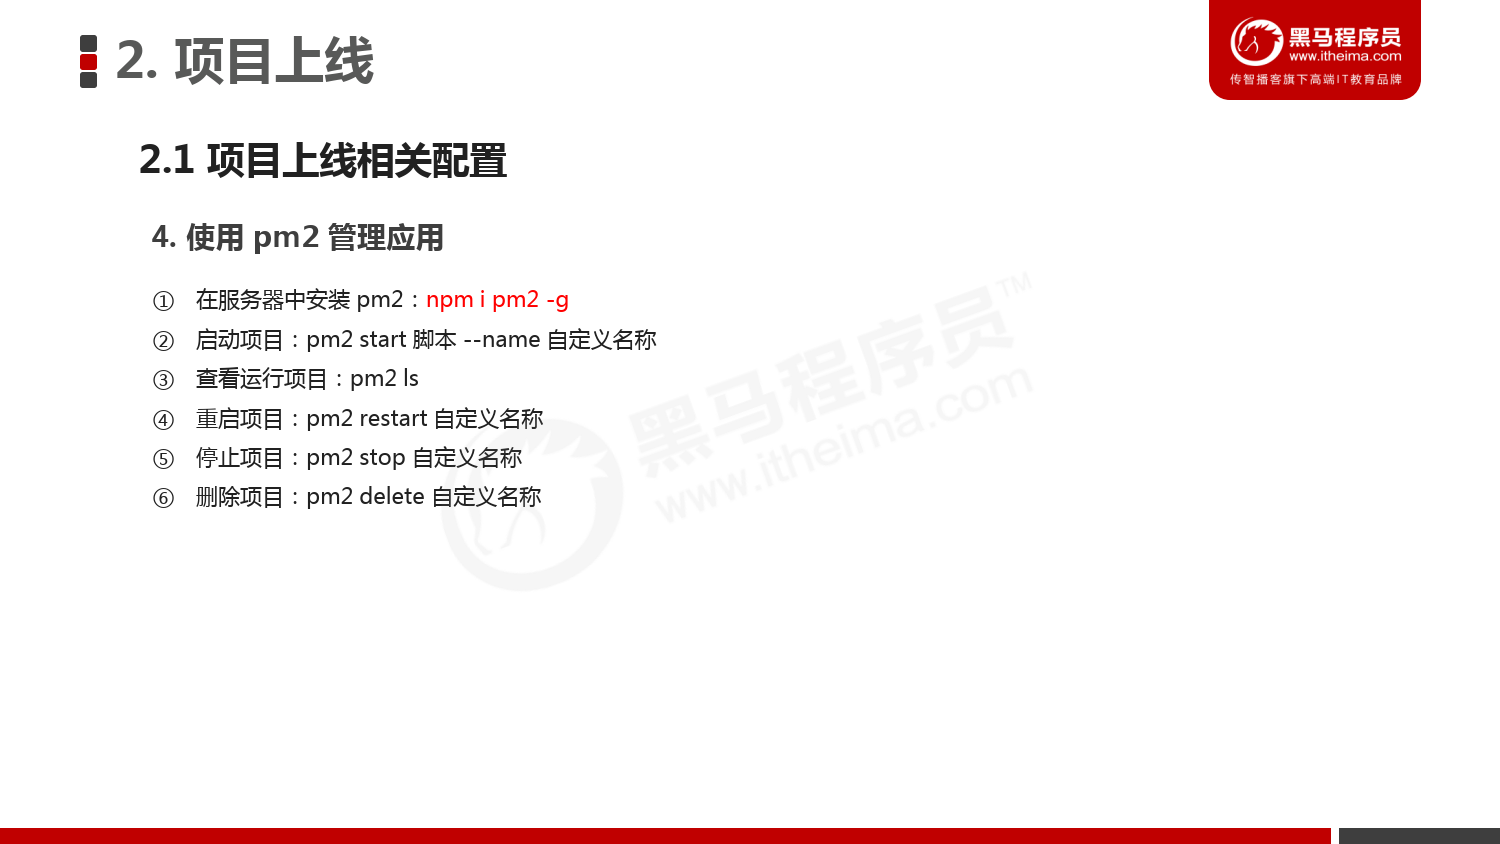 2. 项目上线
黑马程序员
www.itheima.com
传智播客旗下高端IT教育品牌
2.1 项目上线相关配置
4. 使用 pm2 管理应用
① 在服务器中安装 pm2：npm i pm2 -g
② 启动项目：pm2 start 脚本 --name 自定义名称
③ 查看运行项目：pm2 ls
④ 重启项目：pm2 restart 自定义名称
⑤ 停止项目：pm2 stop 自定义名称
⑥ 删除项目：pm2 delete 自定义名称
黑马程序员™
www.itheima.com